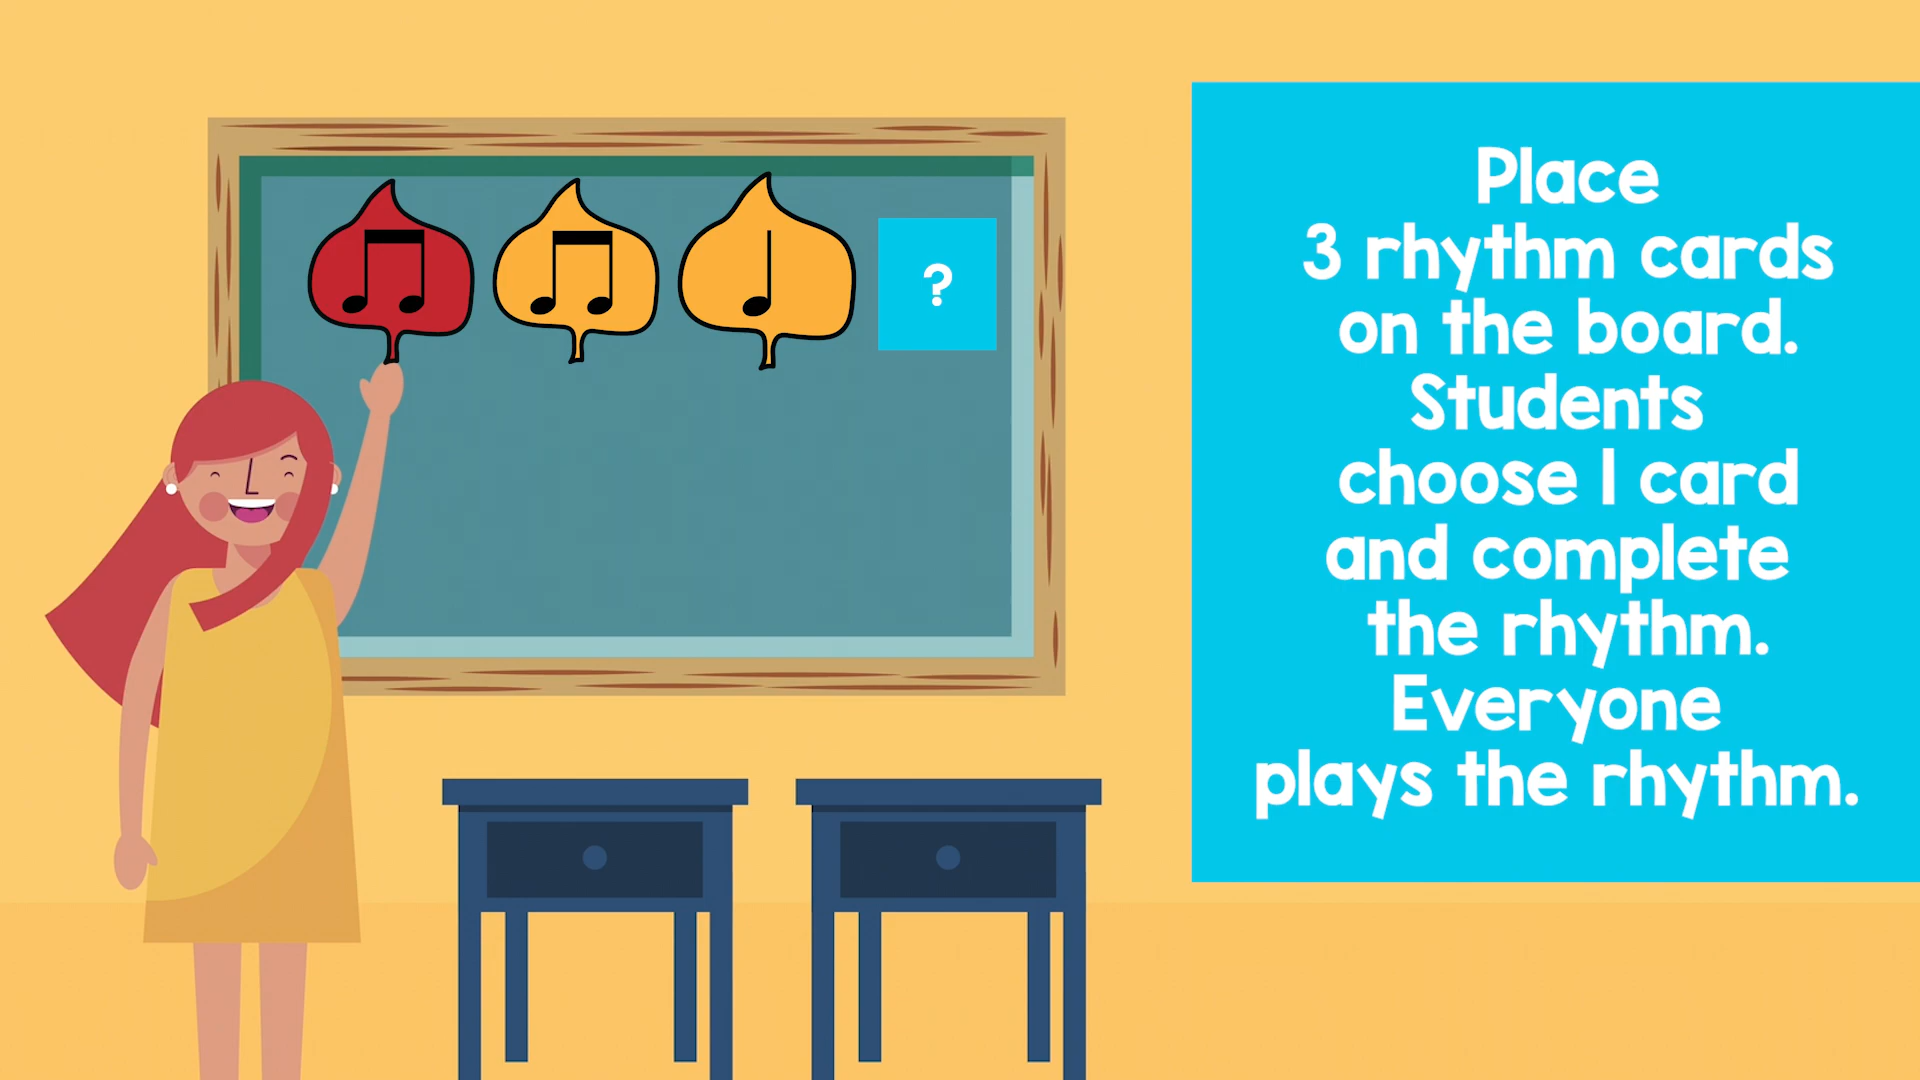 ?
Place
3 rhythm cards
on the board.
Students
choose 1 card
and complete
the rhythm.
Everyone
plays the rhythm.